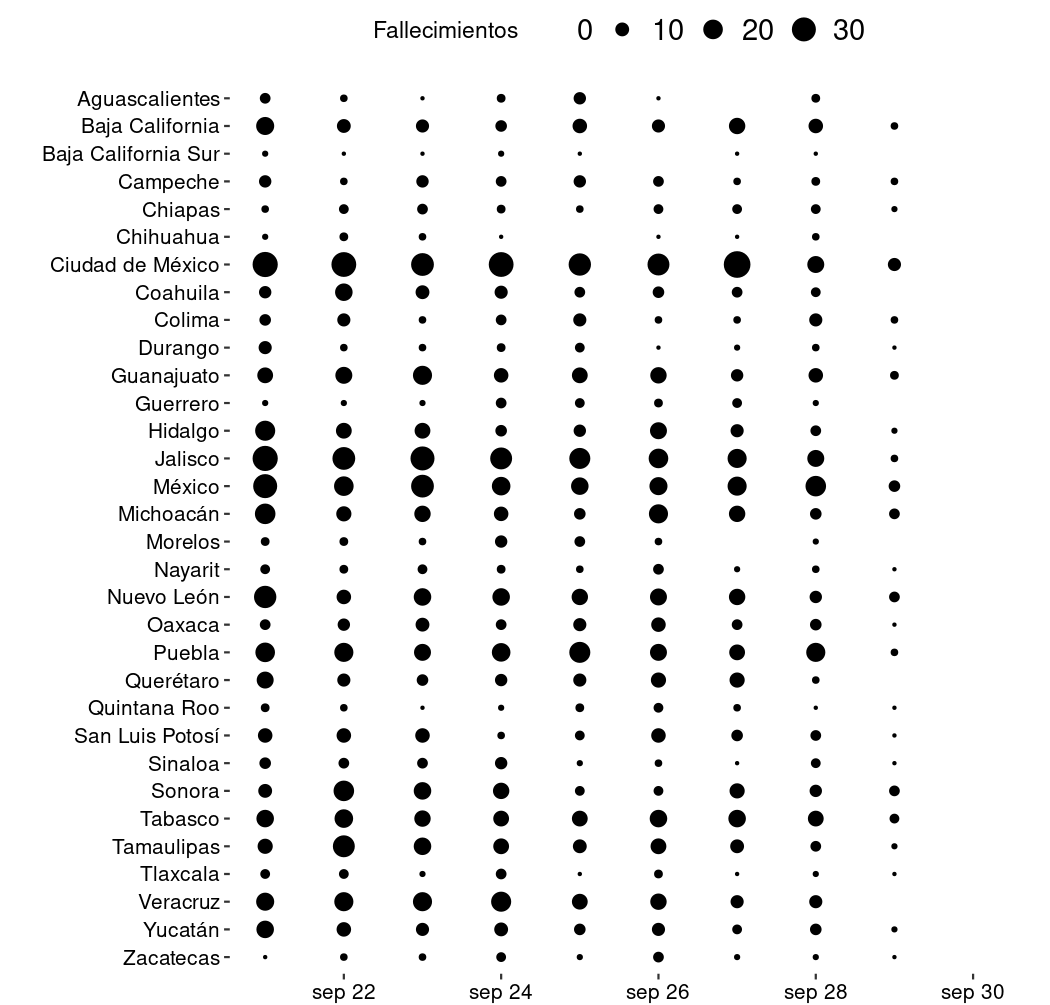 Fallecimientos 0 10 20 30
Aguascalientes
Baja California
Baja California Sur
Campeche
Chiapas
Chihuahua
Ciudad de México
Coahuila
Colima
Durango
Guanajuato
Guerrero
Hidalgo
Jalisco
México
Michoacán
Morelos
Nayarit
Nuevo León
Oaxaca
Puebla
Querétaro
Quintana Roo
San Luis Potosí
Sinaloa
Sonora
Tabasco
Tamaulipas
Tlaxcala
Veracruz
Yucatán
Zacatecas
sep 22 sep 24 sep 26 sep 28 sep 30